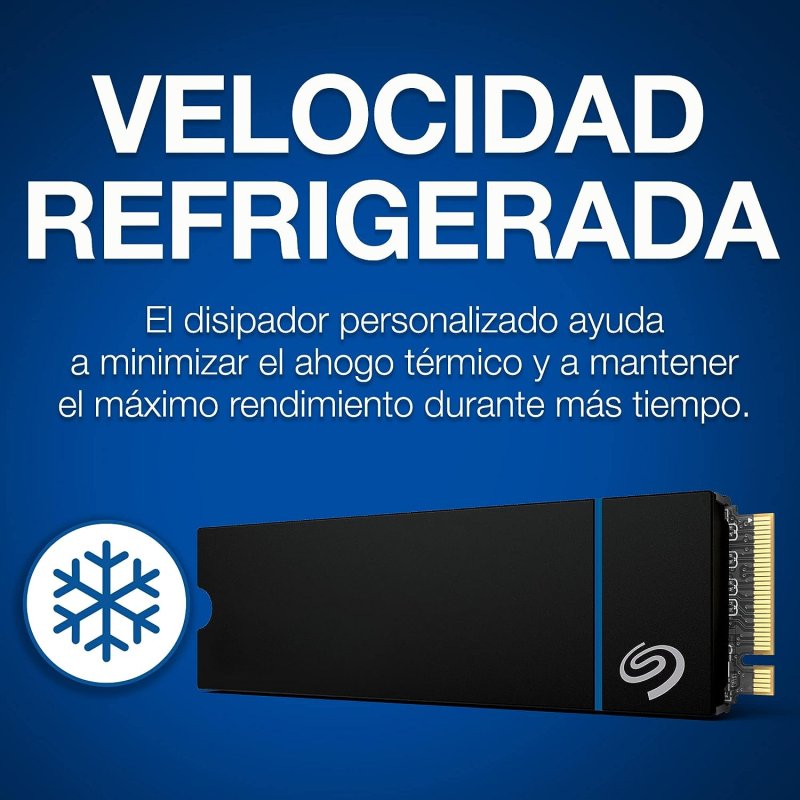 VELOCIDAD
REFRIGERADA
El disipador personalizado ayuda
a minimizar el ahogo térmico y a mantener
el máximo rendimiento durante más tiempo.